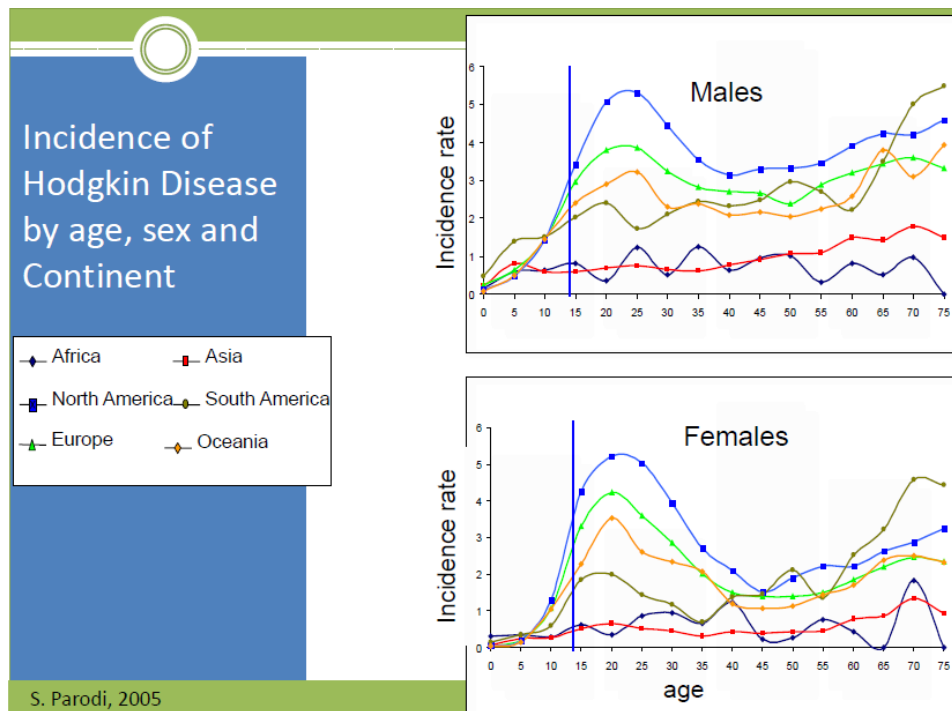 Incidence of
Hodgkin Disease
by age, sex and
Continent
Africa Asia
North America South America
Europe Oceania
S. Parodi, 2005
Males
Incidence rate
6
5
4
3
2
1
0
0 5 10 15 20 25 30 35 40 45 50 55 60 65 70 75
Females
Incidence rate
6
5
4
3
2
1
0
0 5 10 15 20 25 30 35 40 45 50 55 60 65 70 75
age